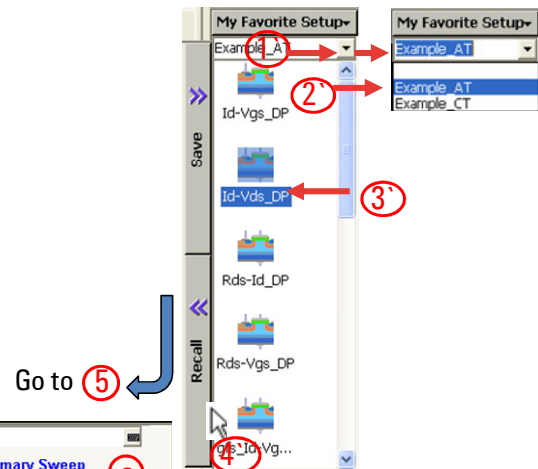 My Favorite Setup
Example_AT
1`
My Favorite Setup
Example_AT
Example_AT
Example_CT
2`
Id-Vgs_DP
Save
Id-Vds_DP
3`
Rds-Id_DP
Recall
Rds-Vgs_DP
Go to 5
4`
mary Sweep